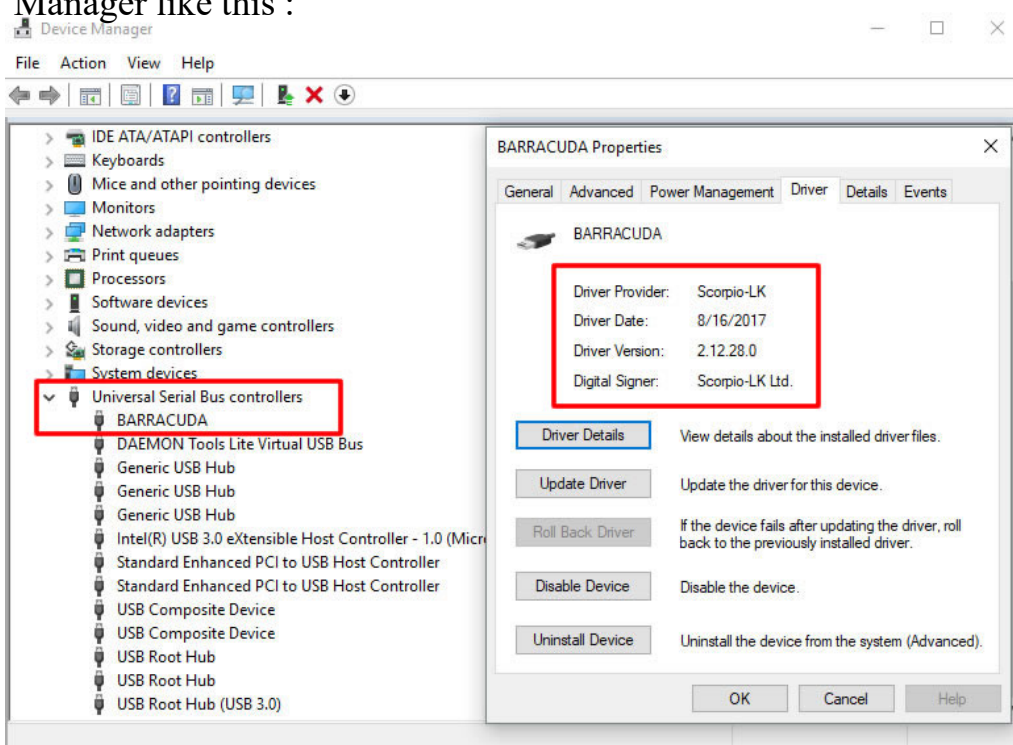 Manager like this :
Device Manager
File Action View Help
IDE ATA/ATAPI controllers
Keyboards
Mice and other pointing devices
Monitors
Network adapters
Print queues
Processors
Software devices
Sound, video and game controllers
Storage controllers
System devices
Universal Serial Bus controllers
BARRACUDA
DAEMON Tools Lite Virtual USB Bus
Generic USB Hub
Generic USB Hub
Generic USB Hub
Intel(R) USB 3.0 eXtensible Host Controller - 1.0 (Micr
Standard Enhanced PCI to USB Host Controller
Standard Enhanced PCI to USB Host Controller
USB Composite Device
USB Composite Device
USB Root Hub
USB Root Hub
USB Root Hub (USB 3.0)
BARRACUDA Properties
General Advanced Power Management Driver Details Events
BARRACUDA
Driver Provider: Scorpio-LK
Driver Date: 8/16/2017
Driver Version: 2.12.28.0
Digital Signer: Scorpio-LK Ltd.
Driver Details View details about the installed driver files.
Update Driver Update the driver for this device.
Roll Back Driver If the device fails after updating the driver, roll
back to the previously installed driver.
Disable Device Disable the device.
Uninstall Device Uninstall the device from the system (Advanced).
OK Cancel Help